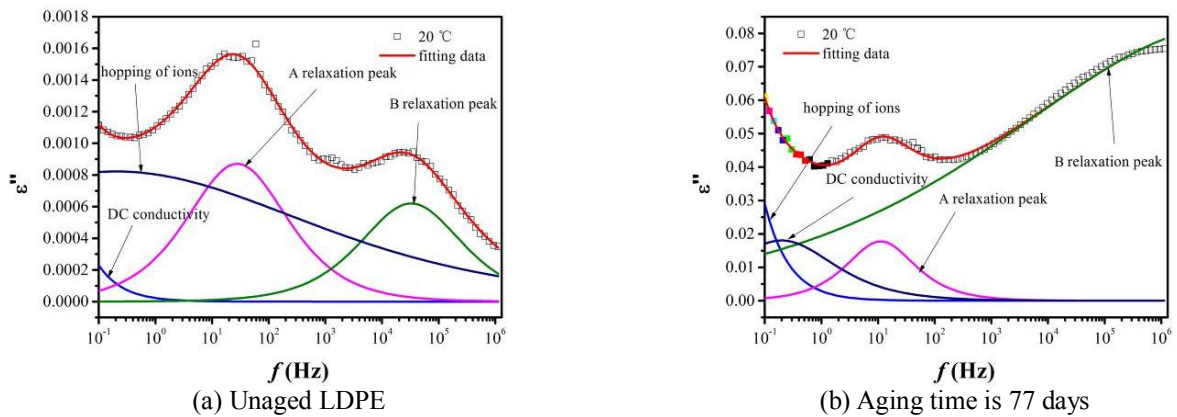 0.0018
0.0016
0.0014
0.0012
0.0010
0.0008
0.0006
0.0004
0.0002
0.0000
ε"
20 ℃
fitting data
hopping of ions
A relaxation peak
B relaxation peak
DC conductivity
10⁻¹ 10⁰ 10¹ 10² 10³ 10⁴ 10⁵ 10⁶
f (Hz)
(a) Unaged LDPE
0.08
0.07
0.06
0.05
0.04
0.03
0.02
0.01
0.00
ε"
20 ℃
fitting data
hopping of ions
DC conductivity
B relaxation peak
A relaxation peak
10⁻¹ 10⁰ 10¹ 10² 10³ 10⁴ 10⁵ 10⁶
f (Hz)
(b) Aging time is 77 days